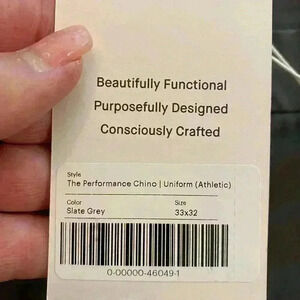 Beautifully Functional
Purposefully Designed
Consciously Crafted
Style
The Performance Chino | Uniform (Athletic)
Color Size
Slate Grey 33x32
0-00000-46049-1